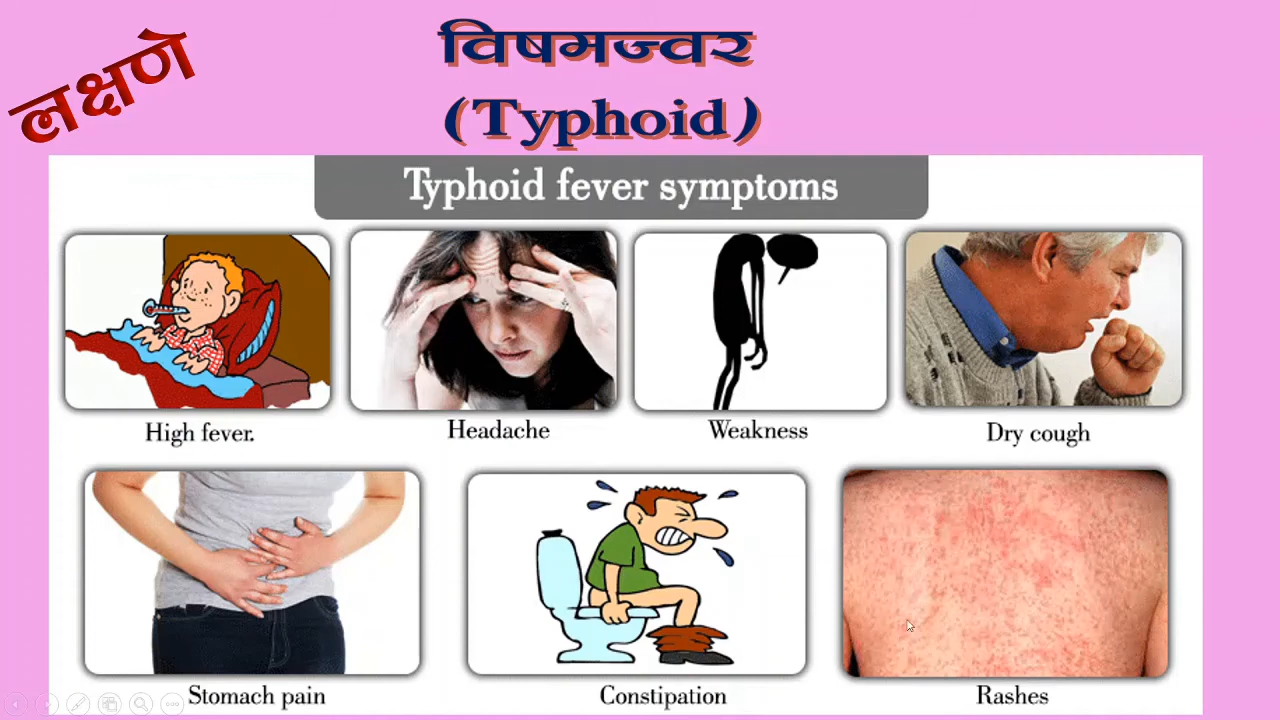 लक्षणे
विषमज्वर
(Typhoid)
Typhoid fever symptoms
High fever.
Headache
Weakness
Dry cough
Stomach pain
Constipation
Rashes